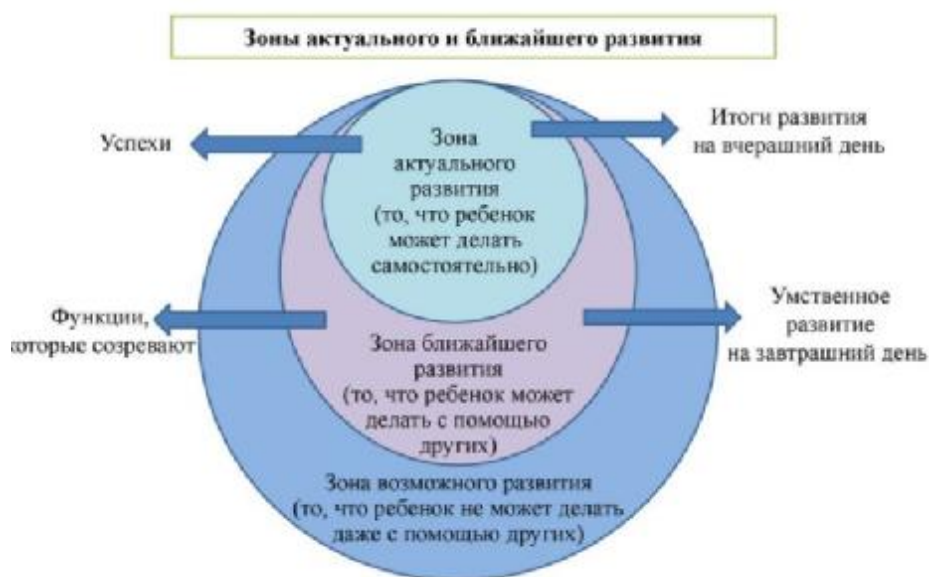 Зоны актуального и ближайшего развития
Успехи
Зона
актуального
развития
(то, что ребенок
может делать
самостоятельно)
Итоги развития
на вчерашний день
Функции,
которые созревают
Зона ближайшего
развития
(то, что ребенок может
делать с помощью
других)
Умственное
развитие
на завтрашний день
Зона возможного развития
(то, что ребенок не может делать
даже с помощью других)